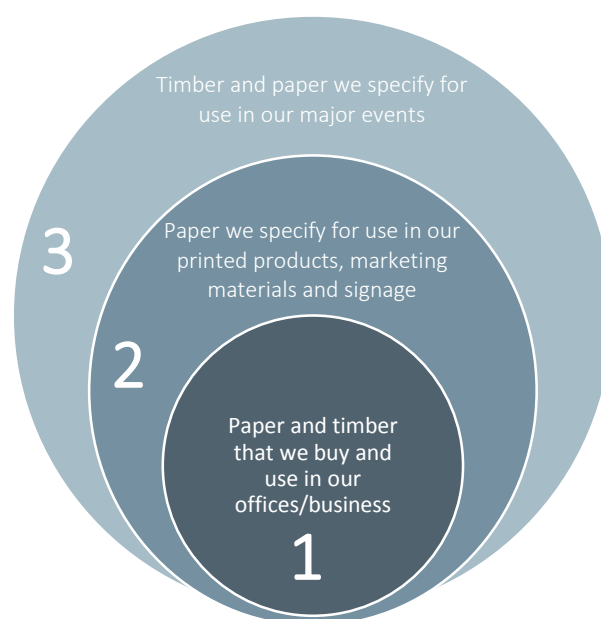 Timber and paper we specify for
use in our major events
3
Paper we specify for use in our
printed products, marketing
materials and signage
2
Paper and timber
that we buy and
use in our
offices/business
1